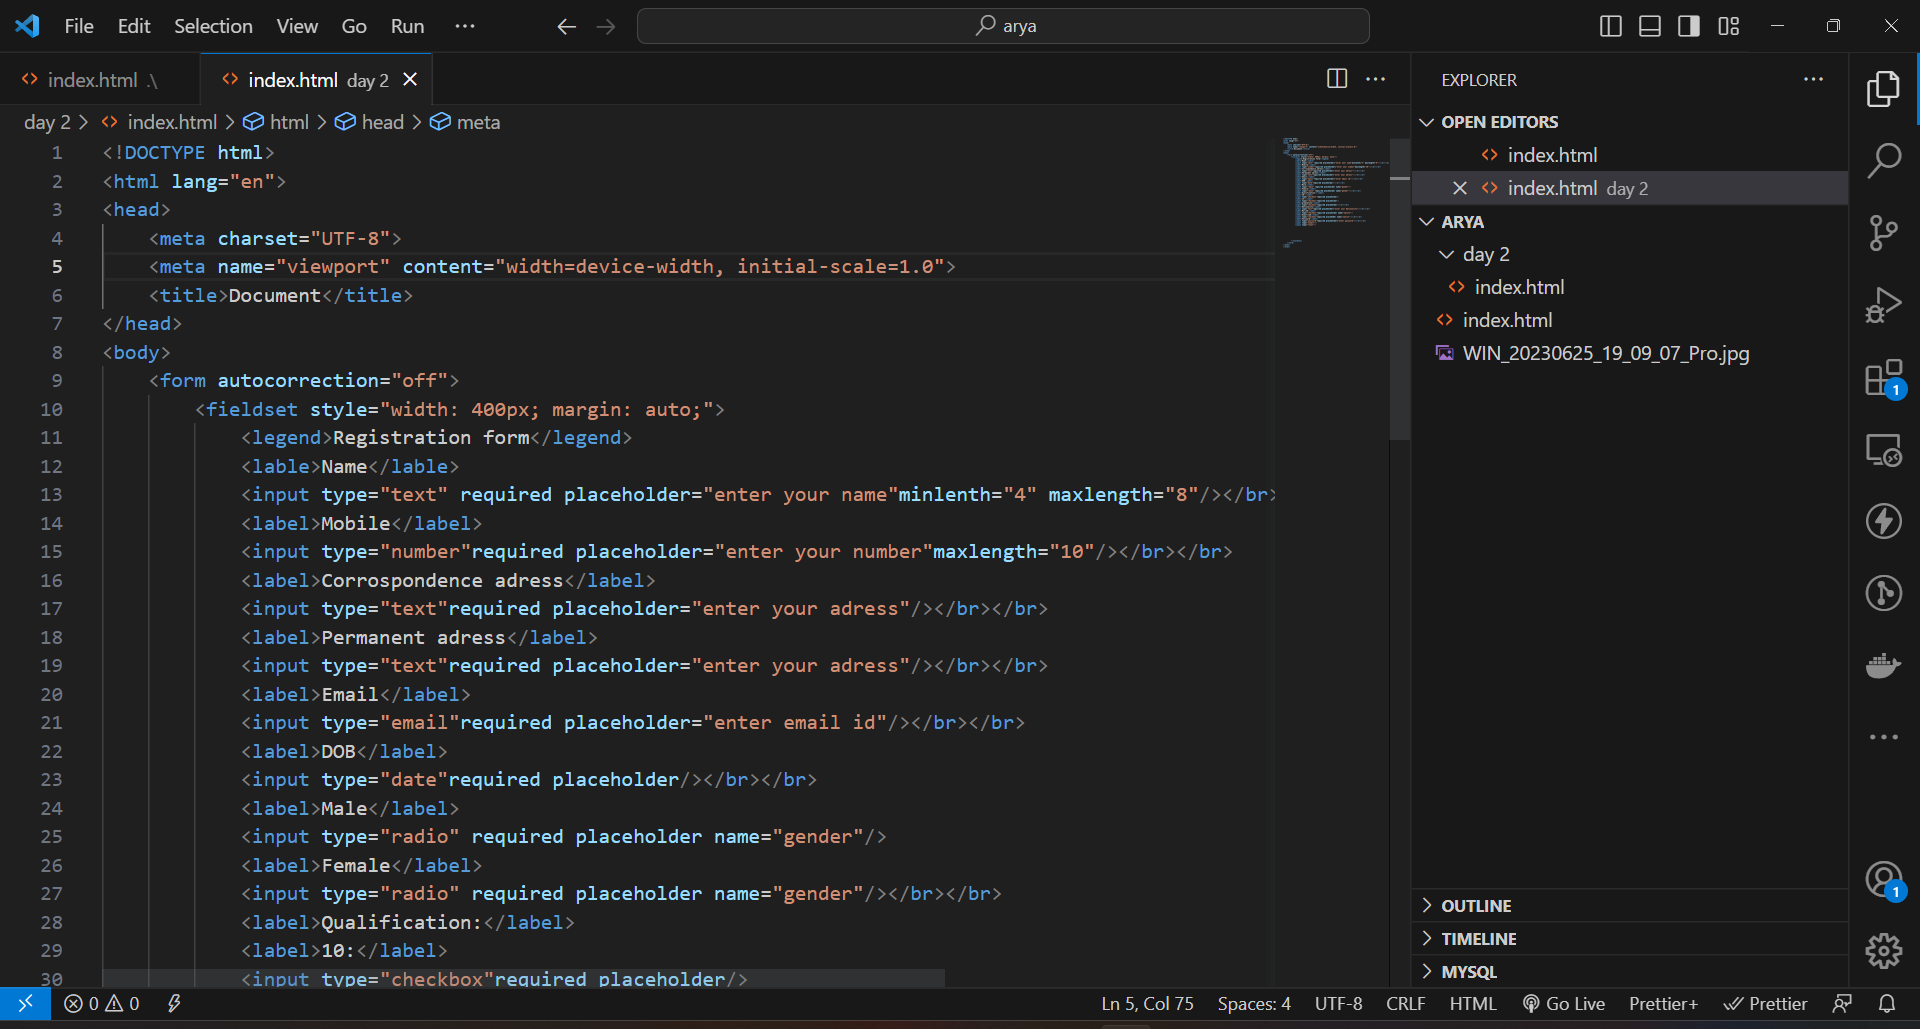 File Edit Selection View Go Run
arya
index.html .\
index.html day 2
day 2 > index.html > html > head > meta
1 <!DOCTYPE html>
2 <html lang="en">
3 <head>
4 <meta charset="UTF-8">
5 <meta name="viewport" content="width=device-width, initial-scale=1.0">
6 <title>Document</title>
7 </head>
8 <body>
9 <form autocorrection="off">
10 <fieldset style="width: 400px; margin: auto;">
11 <legend>Registration form</legend>
12 <lable>Name</lable>
13 <input type="text" required placeholder="enter your name"minlenth="4" maxlength="8"/></br>
14 <label>Mobile</label>
15 <input type="number"required placeholder="enter your number"maxlength="10"/></br></br>
16 <label>Corrospondence adress</label>
17 <input type="text"required placeholder="enter your adress"/></br></br>
18 <label>Permanent adress</label>
19 <input type="text"required placeholder="enter your adress"/></br></br>
20 <label>Email</label>
21 <input type="email"required placeholder="enter email id"/></br></br>
22 <label>DOB</label>
23 <input type="date"required placeholder/></br></br>
24 <label>Male</label>
25 <input type="radio" required placeholder name="gender"/>
26 <label>Female</label>
27 <input type="radio" required placeholder name="gender"/></br></br>
28 <label>Qualification:</label>
29 <label>10:</label>
30 <input type="checkbox"required placeholder/>
EXPLORER
OPEN EDITORS
index.html
index.html day 2
ARYA
day 2
index.html
index.html
WIN_20230625_19_09_07_Pro.jpg
OUTLINE
TIMELINE
MYSQL
1
1
0 0
Ln 5, Col 75 Spaces: 4 UTF-8 CRLF HTML Go Live Prettier+ Prettier